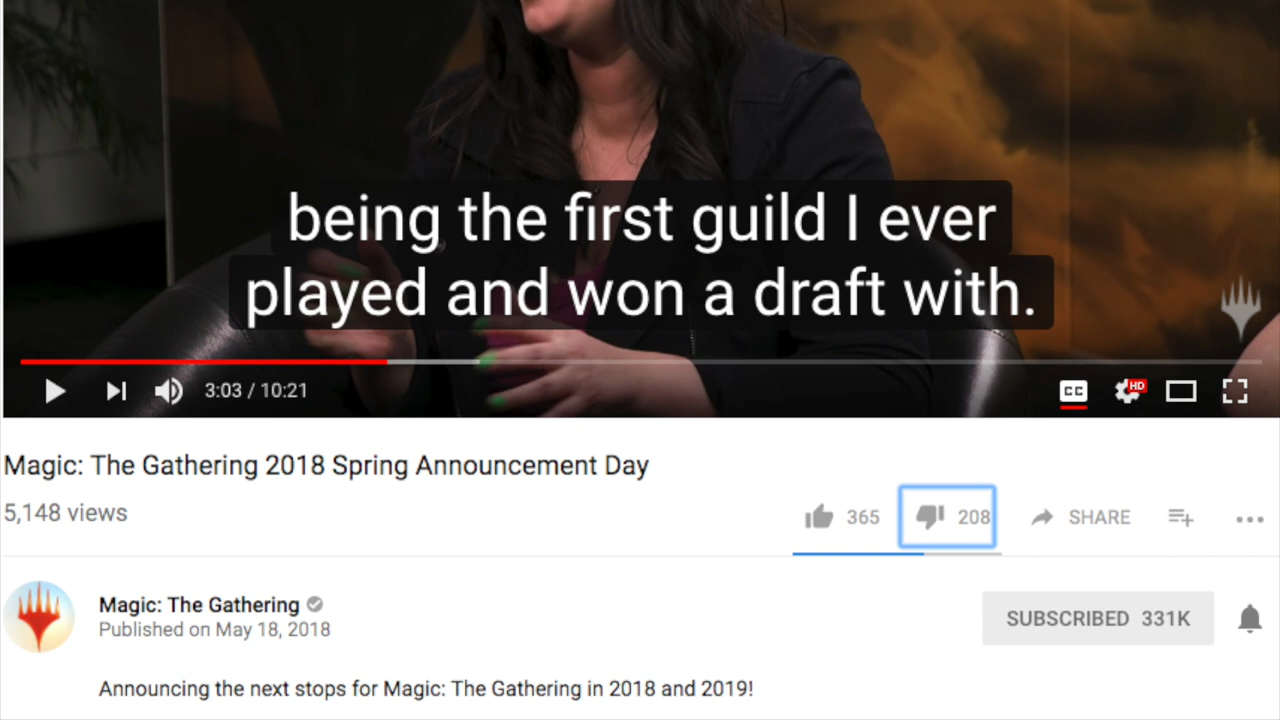 being the first guild I ever
played and won a draft with.
3:03 / 10:21
CC
HD
Magic: The Gathering 2018 Spring Announcement Day
5,148 views
365
208
SHARE
Magic: The Gathering
Published on May 18, 2018
SUBSCRIBED 331K
Announcing the next stops for Magic: The Gathering in 2018 and 2019!